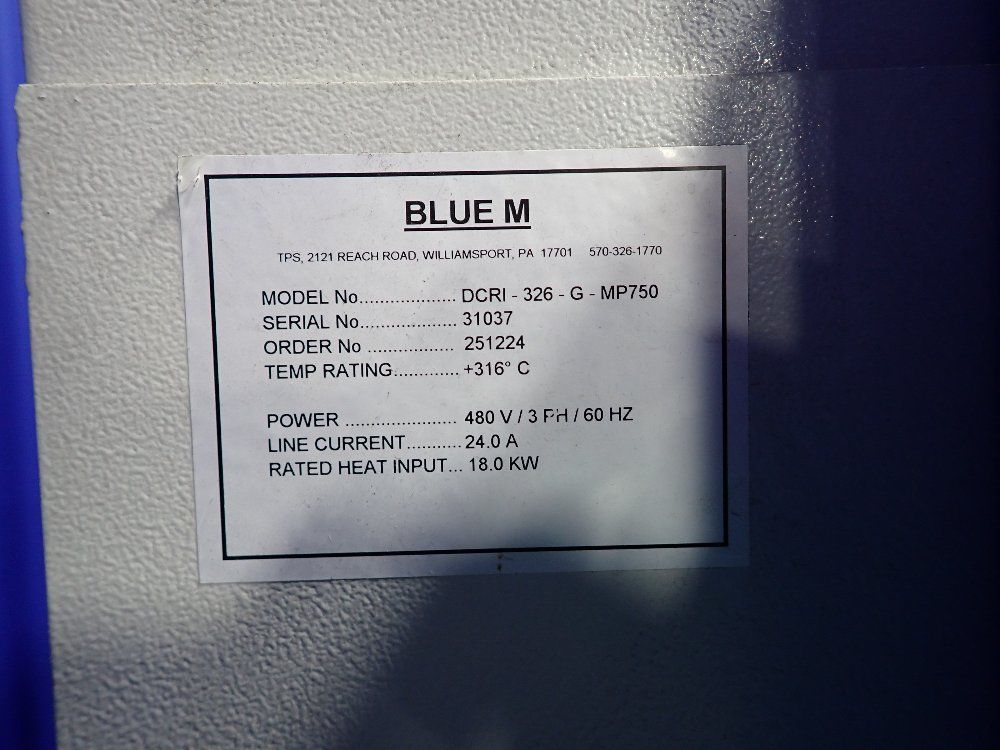 BLUE M
TPS, 2121 REACH ROAD, WILLIAMSPORT, PA 17701 570-326-1770
MODEL No................... DCRI - 326 - G - MP750
SERIAL No................... 31037
ORDER No ................. 251224
TEMP RATING............. +316° C
POWER ...................... 480 V / 3 PH / 60 HZ
LINE CURRENT........... 24.0 A
RATED HEAT INPUT... 18.0 KW